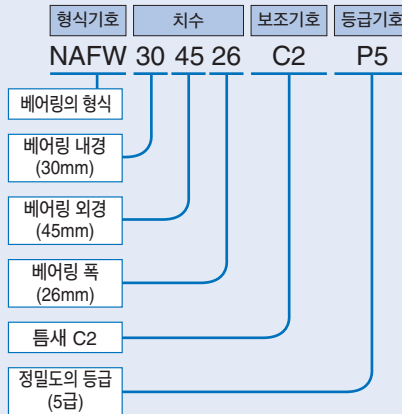 형식기호 치수 보조기호 등급기호
NAFW 30 45 26 C2 P5
베어링의 형식
베어링 내경
(30mm)
베어링 외경
(45mm)
베어링 폭
(26mm)
틈새 C2
정밀도의 등급
(5급)